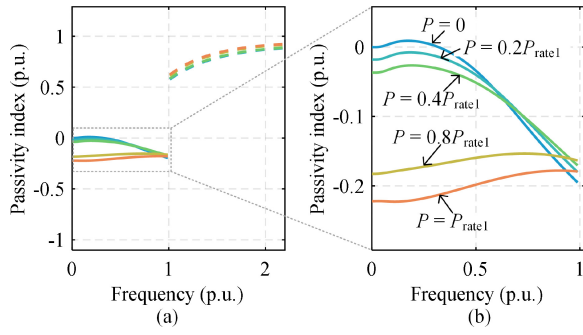 Passivity index (p.u.)
1
0.5
0
-0.5
-1
0
1
2
Frequency (p.u.)
(a)
Passivity index (p.u.)
0
-0.1
-0.2
P = 0
P = 0.2Prate1
P = 0.4Prate1
P = 0.8Prate1
P = Prate1
0
0.5
1
Frequency (p.u.)
(b)